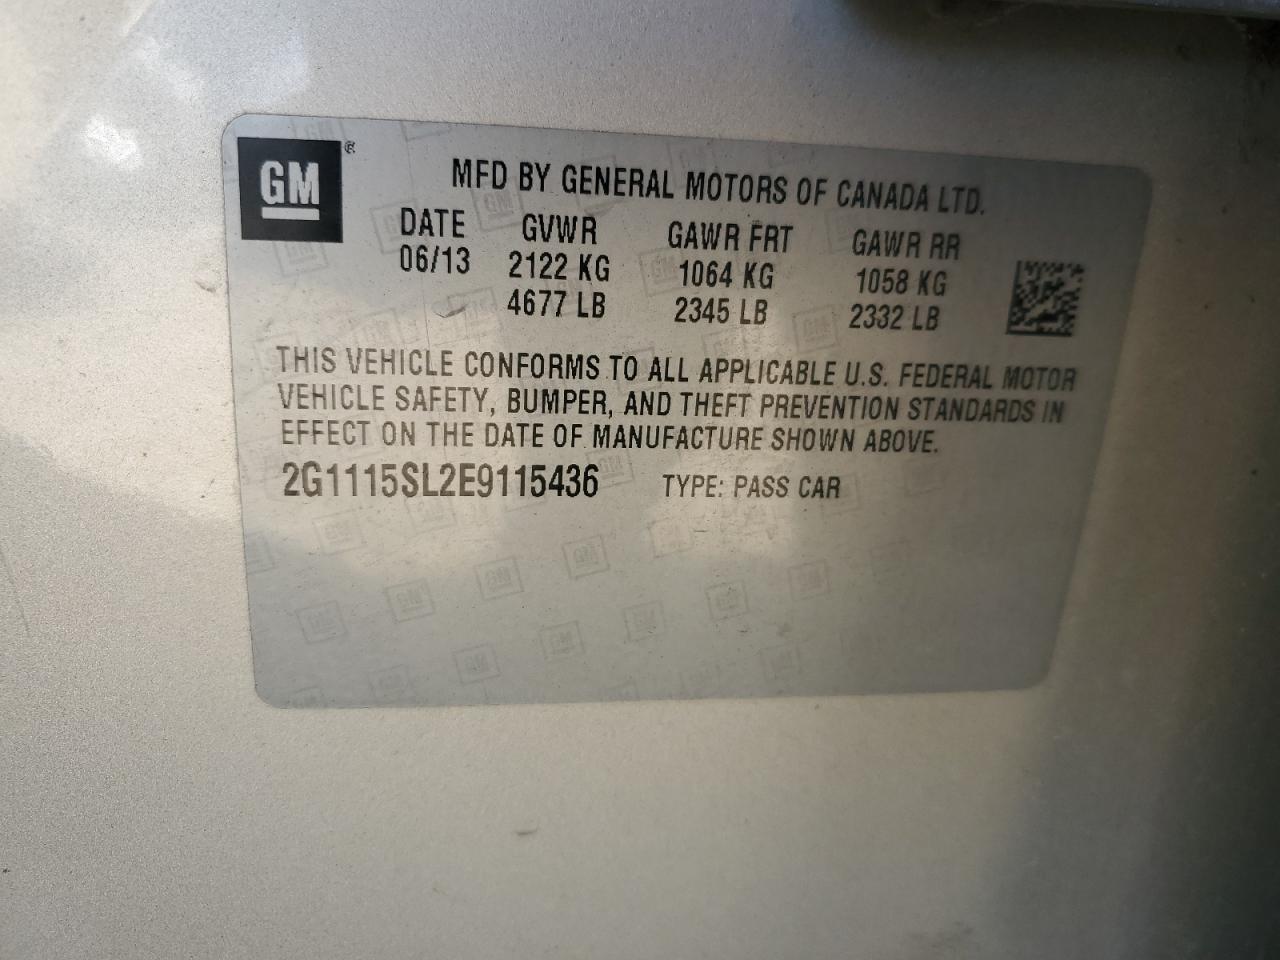 GM®
MFD BY GENERAL MOTORS OF CANADA LTD.
DATE GVWR GAWR FRT GAWR RR
06/13 2122 KG 1064 KG 1058 KG
4677 LB 2345 LB 2332 LB
THIS VEHICLE CONFORMS TO ALL APPLICABLE U.S. FEDERAL MOTOR
VEHICLE SAFETY, BUMPER, AND THEFT PREVENTION STANDARDS IN
EFFECT ON THE DATE OF MANUFACTURE SHOWN ABOVE.
2G1115SL2E9115436 TYPE: PASS CAR